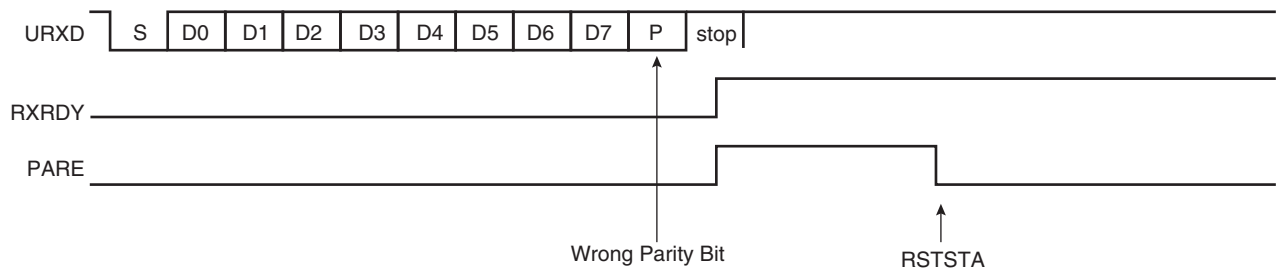 URXD S D0 D1 D2 D3 D4 D5 D6 D7 P stop
RXRDY
PARE
Wrong Parity Bit RSTSTA